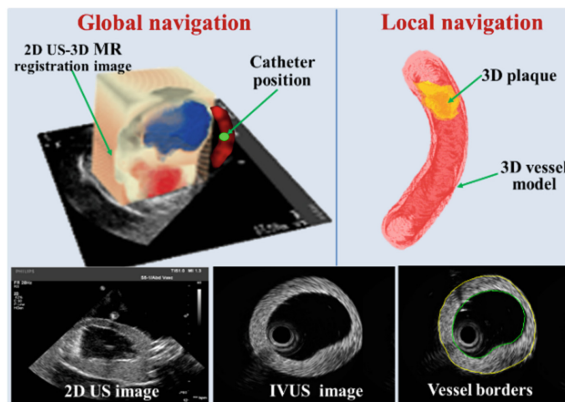 Global navigation
2D US-3D MR
registration image
Catheter
position
Local navigation
3D plaque
3D vessel
model
2D US image
IVUS image
Vessel borders